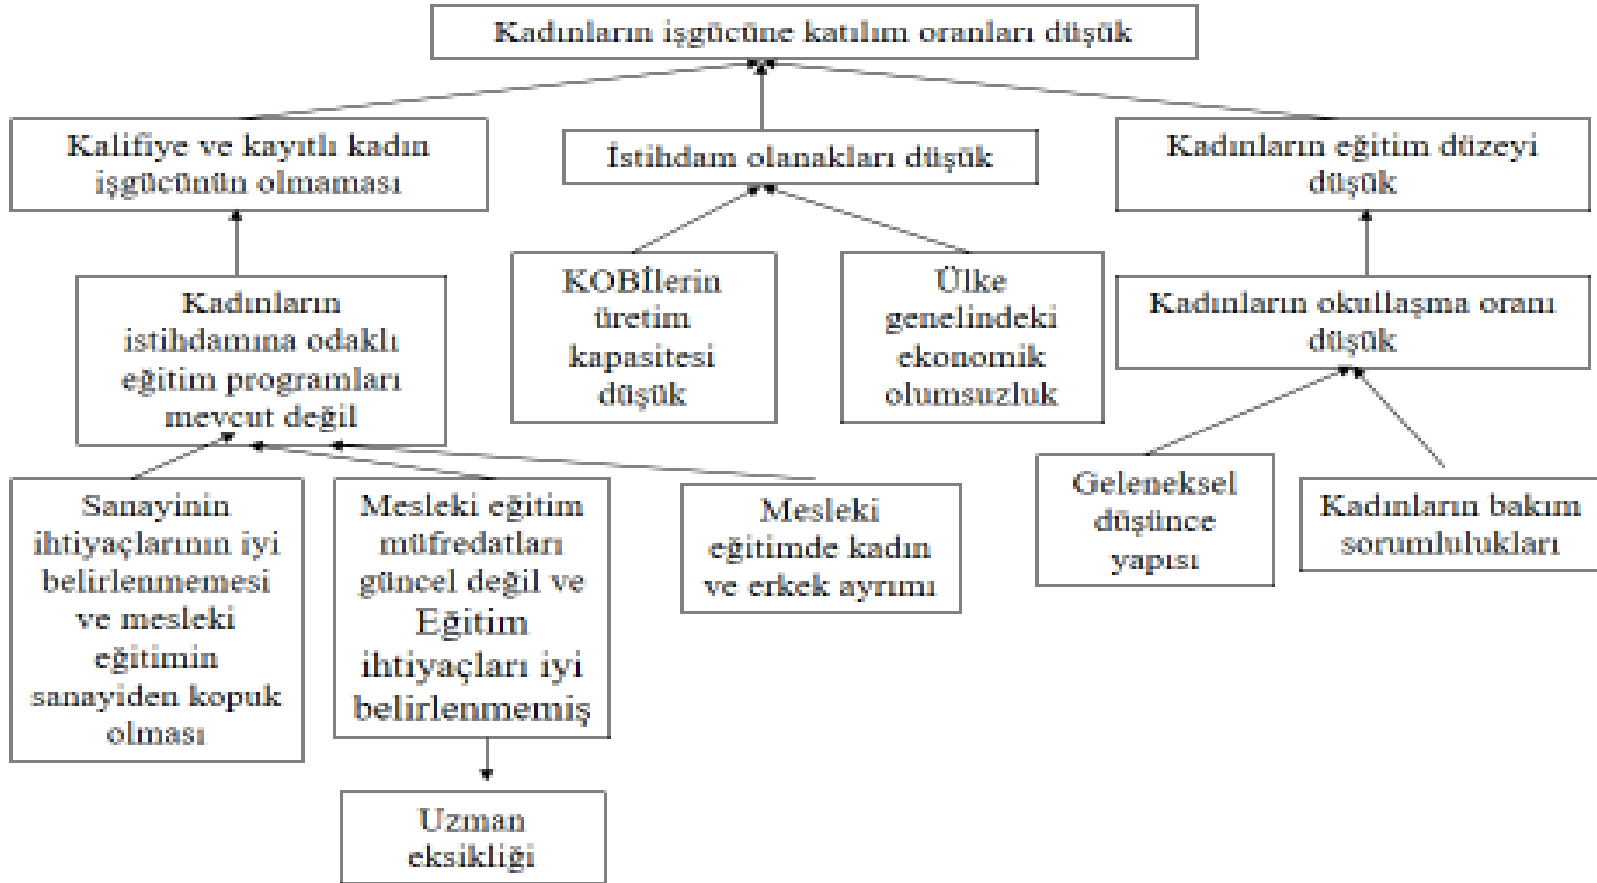 Kadınların işgücüne katılım oranları düşük
Kalifiye ve kayıtlı kadın
işgücünün olmaması
İstihdam olanakları düşük
Kadınların eğitim düzeyi
düşük
Kadınların
istihdamına odaklı
eğitim programları
mevcut değil
KOBİlerin
üretim
kapasitesi
düşük
Ülke
genelindeki
ekonomik
olumsuzluk
Kadınların okullaşma oranı
düşük
Sanayinin
ihtiyaçlarının iyi
belirlenmemesi
ve mesleki
eğitimin
sanayiden kopuk
olması
Mesleki eğitim
müfredatları
güncel değil ve
Eğitim
ihtiyaçları iyi
belirlenmemiş
Mesleki
eğitimde kadın
ve erkek ayrımı
Geleneksel
düşünce
yapısı
Kadınların bakım
sorumlulukları
Uzman
eksikliği